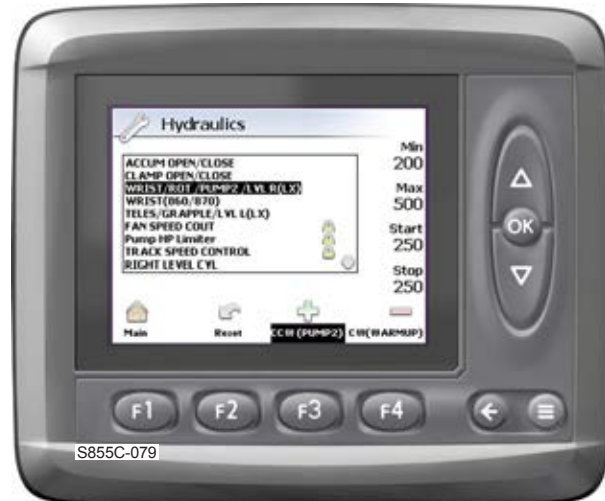 Hydraulics
ACCUM OPEN/CLOSE
CLAMP OPEN/CLOSE
WRIST/ROT /PUMP2 /LVL R(LX)
WRIST(860/870)
TELES/GRAPPLE/LVL L(LX)
FAN SPEED COUT
Pump HP Limiter
TRACK SPEED CONTROL
RIGHT LEVEL CYL
Min
200
Max
500
Start
250
Stop
250
Main Reset CCW (PUMP2) CW(WARMUP)
OK
F1 F2 F3 F4
S855C-079